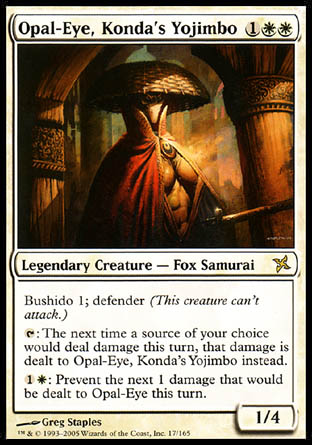 Opal-Eye, Konda's Yojimbo 1
Legendary Creature — Fox Samurai
Bushido 1; defender (This creature can't
attack.)
: The next time a source of your choice
would deal damage this turn, that damage is
dealt to Opal-Eye, Konda's Yojimbo instead.
1 : Prevent the next 1 damage that would
be dealt to Opal-Eye this turn.
Greg Staples
1/4
™ & © 1993–2005 Wizards of the Coast, Inc. 17/165